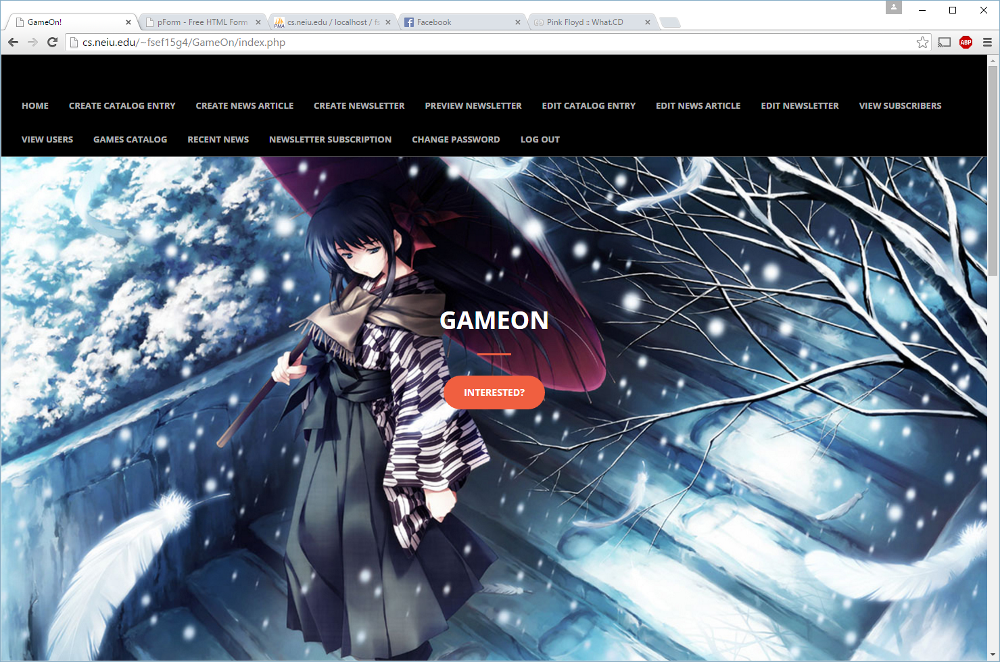 GameOn!
pForm - Free HTML Form
cs.neiu.edu / localhost / fs
Facebook
Pink Floyd :: What.CD
cs.neiu.edu/~fsef15g4/GameOn/index.php
ABP
HOME CREATE CATALOG ENTRY CREATE NEWS ARTICLE CREATE NEWSLETTER PREVIEW NEWSLETTER EDIT CATALOG ENTRY EDIT NEWS ARTICLE EDIT NEWSLETTER VIEW SUBSCRIBERS
VIEW USERS GAMES CATALOG RECENT NEWS NEWSLETTER SUBSCRIPTION CHANGE PASSWORD LOG OUT
GAMEON
INTERESTED?